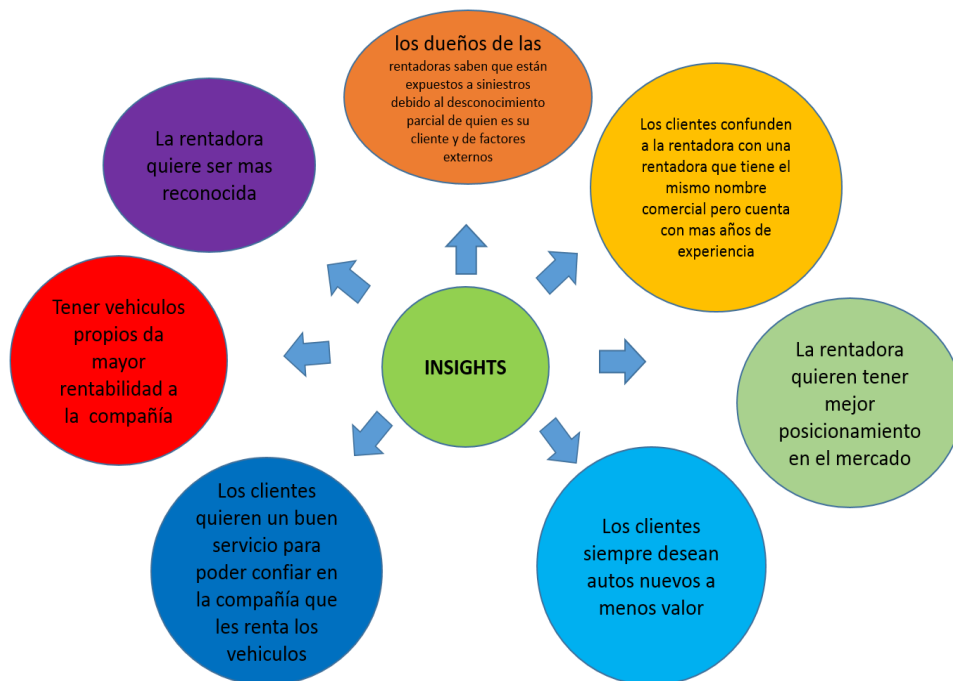 los dueños de las
rentadoras saben que están
expuestos a siniestros
debido al desconocimiento
parcial de quien es su
cliente y de factores
externos
Los clientes confunden
a la rentadora con una
rentadora que tiene el
mismo nombre
comercial pero cuenta
con mas años de
experiencia
La rentadora
quiere ser mas
reconocida
Tener vehiculos
propios da
mayor
rentabilidad a
la compañía
INSIGHTS
La rentadora
quieren tener
mejor
posicionamiento
en el mercado
Los clientes
quieren un buen
servicio para
poder confiar en
la compañía que
les renta los
vehiculos
Los clientes
siempre desean
autos nuevos a
menos valor